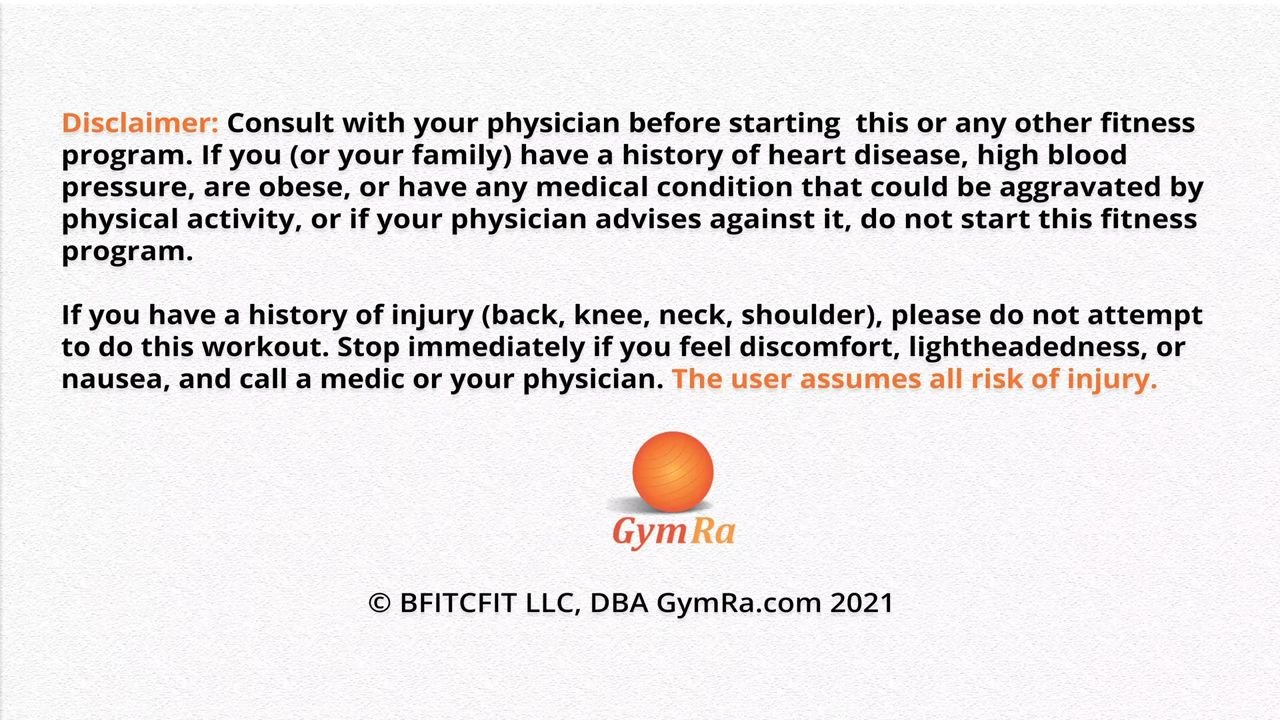 Disclaimer: Consult with your physician before starting  this or any other fitness
program. If you (or your family) have a history of heart disease, high blood
pressure, are obese, or have any medical condition that could be aggravated by
physical activity, or if your physician advises against it, do not start this fitness
program.
If you have a history of injury (back, knee, neck, shoulder), please do not attempt
to do this workout. Stop immediately if you feel discomfort, lightheadedness, or
nausea, and call a medic or your physician. The user assumes all risk of injury.
GymRa
© BFITCFIT LLC, DBA GymRa.com 2021